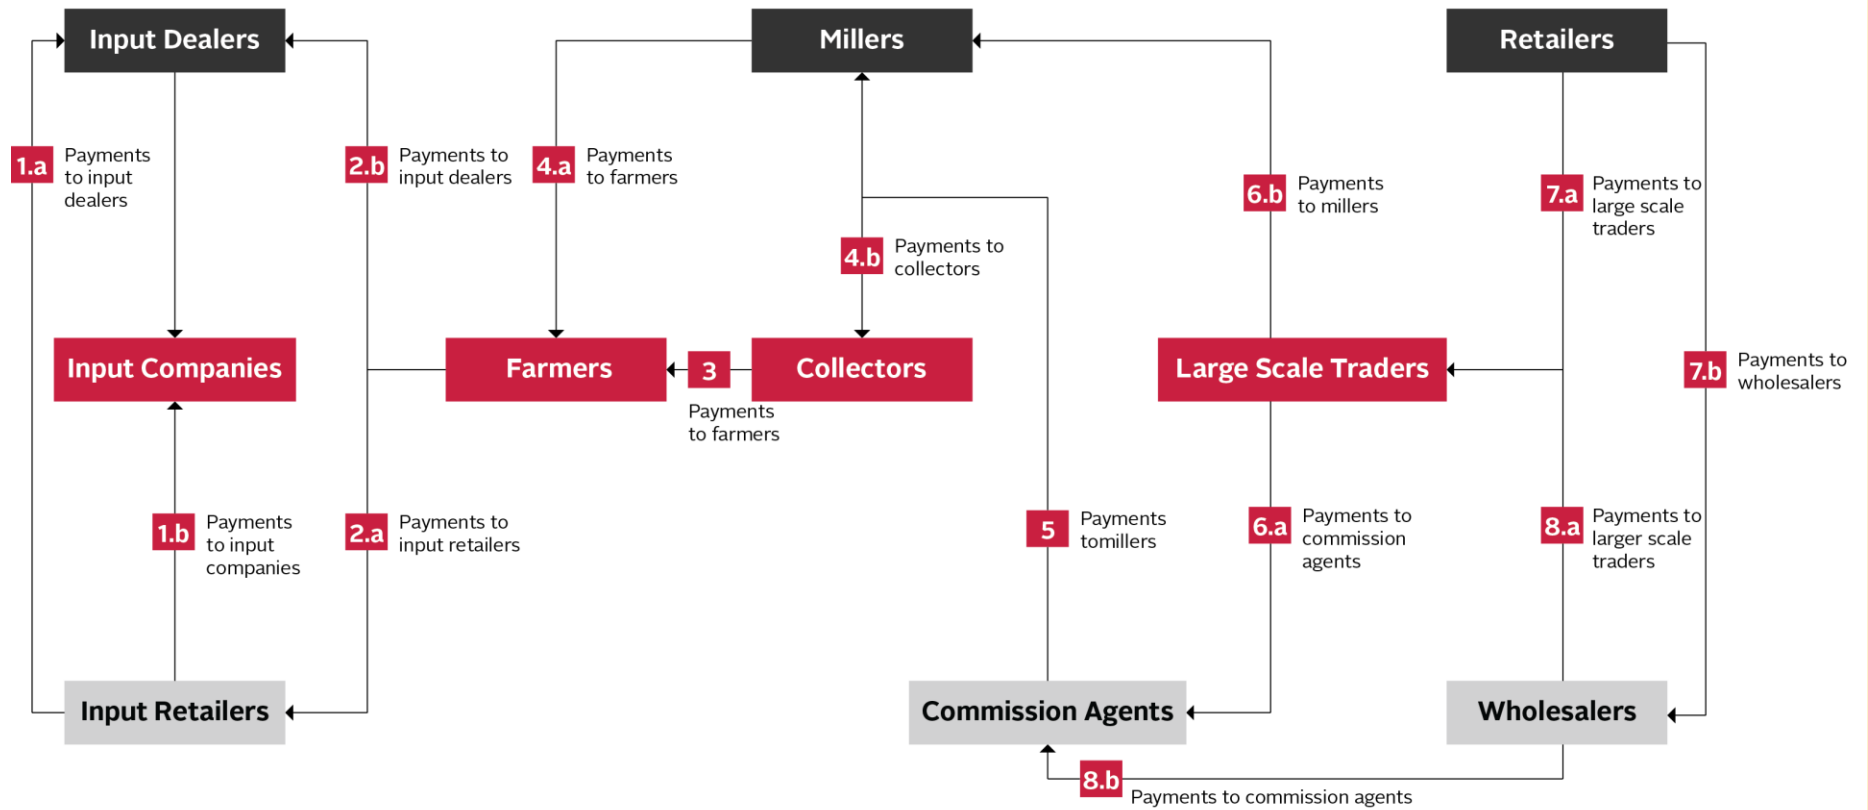 Input Dealers
Millers
Retailers
1.a
Payments
to input
dealers
2.b
Payments to
input dealers
4.a
Payments
to farmers
6.b
Payments
to millers
7.a
Payments to
large scale
traders
4.b
Payments to
collectors
Input Companies
Farmers
3
Payments
to farmers
Collectors
Large Scale Traders
7.b
Payments to
wholesalers
1.b
Payments
to input
companies
2.a
Payments to
input retailers
5
Payments
tomillers
6.a
Payments to
commission
agents
8.a
Payments to
larger scale
traders
Input Retailers
Commission Agents
Wholesalers
8.b
Payments to commission agents